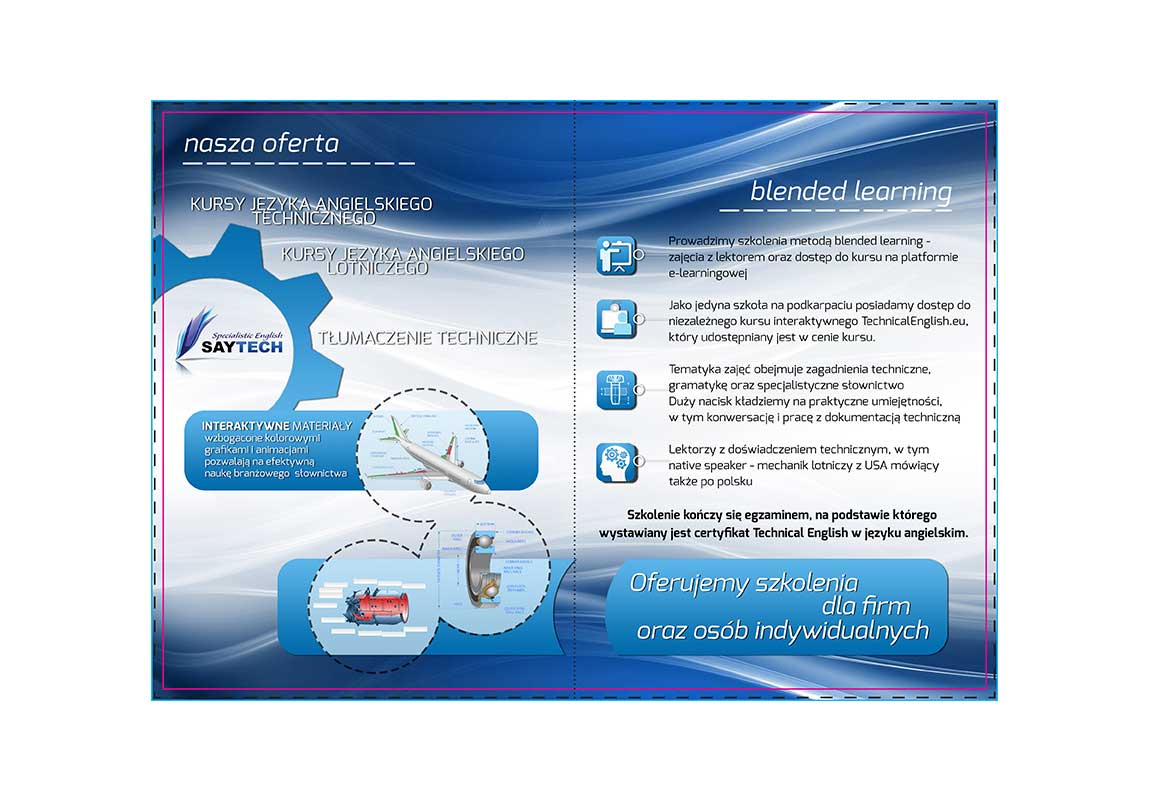 nasza oferta
KURSY JĘZYKA ANGIELSKIEGO
TECHNICZNEGO
KURSY JĘZYKA ANGIELSKIEGO
LOTNICZEGO
Specialistic English
SAYTECH
TŁUMACZENIE TECHNICZNE
INTERAKTYWNE MATERIAŁY
wzbogacone kolorowymi
grafikami i animacjami
pozwalają na efektywną
naukę branżowego słownictwa
blended learning
Prowadzimy szkolenia metodą blended learning -
zajęcia z lektorem oraz dostęp do kursu na platformie
e-learningowej
Jako jedyna szkoła na podkarpaciu posiadamy dostęp do
niezależnego kursu interaktywnego TechnicalEnglish.eu,
który udostępniany jest w cenie kursu.
Tematyka zajęć obejmuje zagadnienia techniczne,
gramatykę oraz specjalistyczne słownictwo
Duży nacisk kładziemy na praktyczne umiejętności,
w tym konwersację i pracę z dokumentacją techniczną
Lektorzy z doświadczeniem technicznym, w tym
native speaker - mechanik lotniczy z USA mówiący
także po polsku
Szkolenie kończy się egzaminem, na podstawie którego
wystawiany jest certyfikat Technical English w języku angielskim.
Oferujemy szkolenia
dla firm
oraz osób indywidualnych